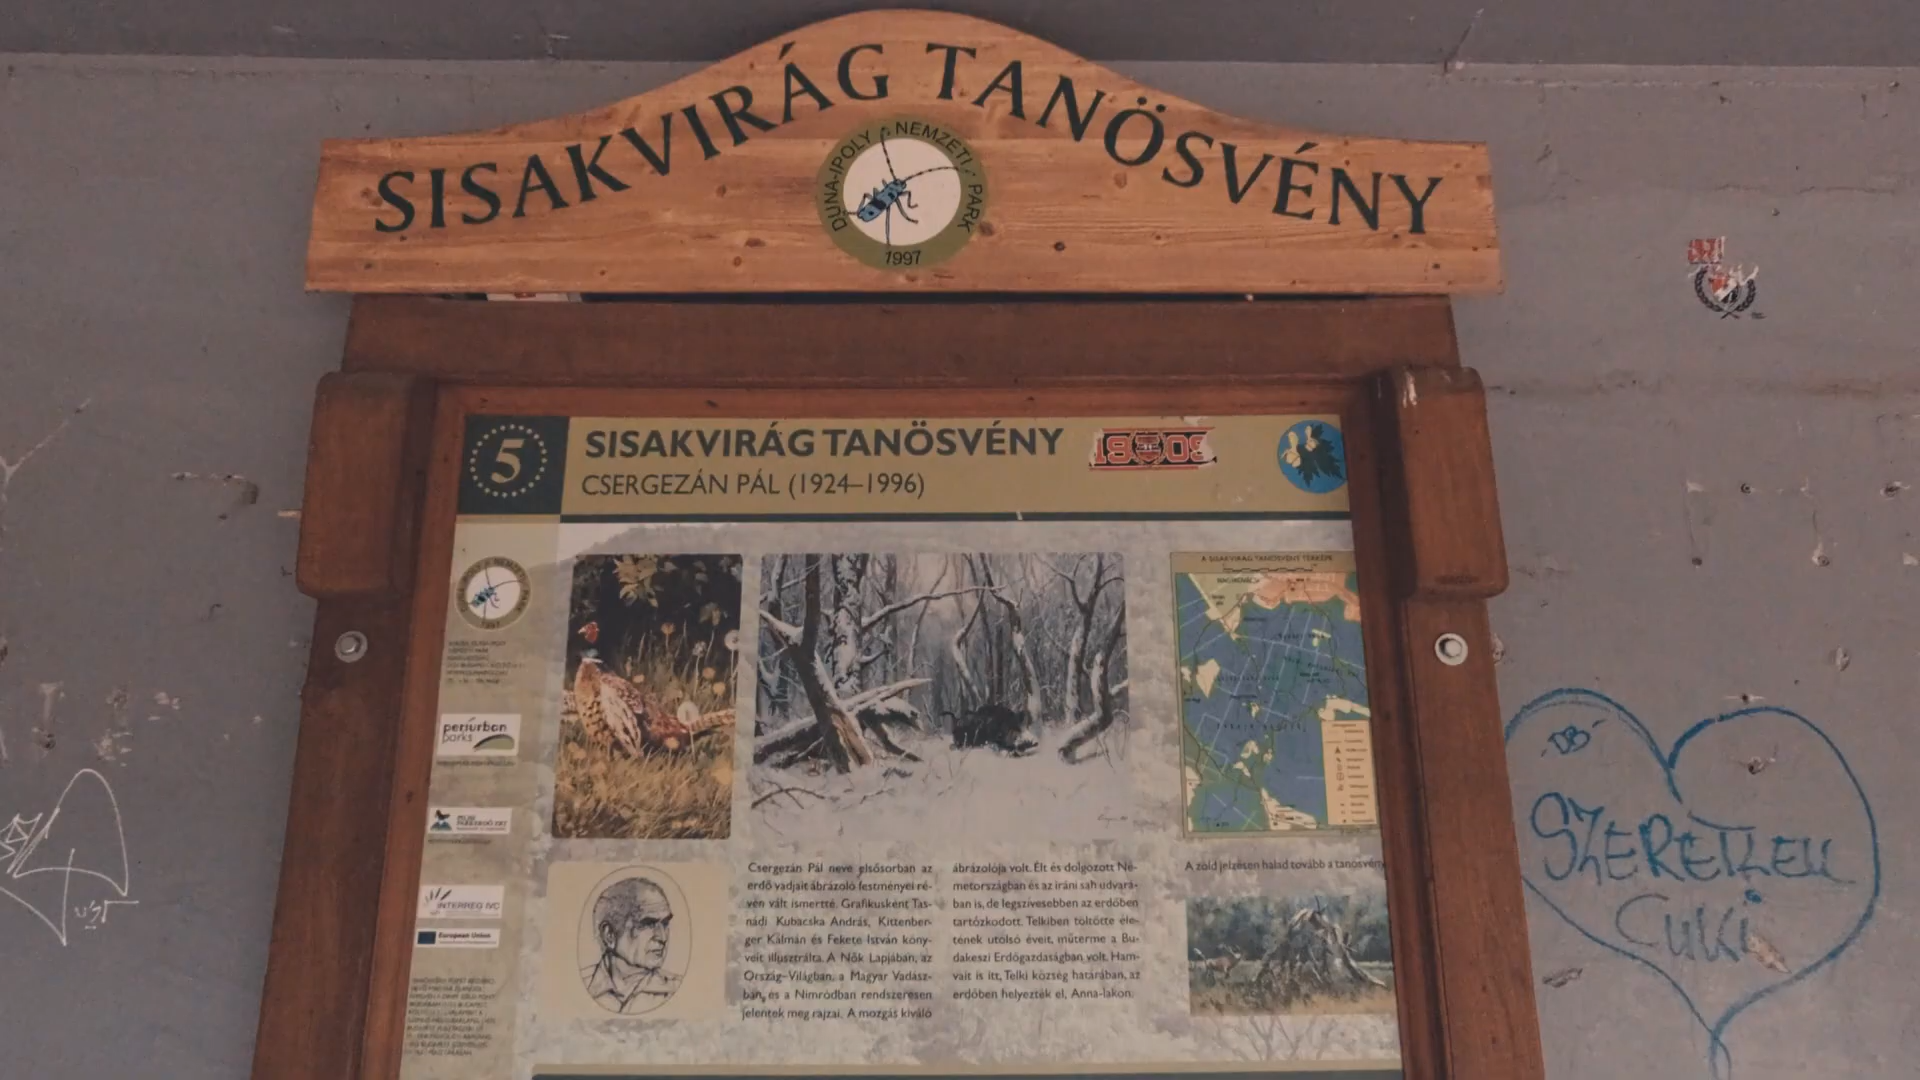 SISAKVIRÁG TANÖSVÉNY
DUNA-IPOLY NEMZETI PARK
1997
5
SISAKVIRÁG TANÖSVÉNY
CSERGEZÁN PÁL (1924–1996)
A SISAKVIRÁG TANÖSVÉNY TÉRKÉPE
periurban
parks
INTERREG IVC
European Union
Csergezán Pál neve elsősorban az
erdő vadjait ábrázoló festményei ré-
vén vált ismertté. Grafikusként Tas-
nádi Kubacska András, Kittenber-
ger Kálmán és Fekete István köny-
veit illusztrálta. A Nők Lapjában, az
Ország-Világban, a Magyar Vadász-
ban, és a Nimródban rendszeresen
jelentek meg rajzai. A mozgás kiváló
ábrázolója volt. Élt és dolgozott Né-
metországban és az iráni sah udvará-
ban is, de legszívesebben az erdőben
tartózkodott. Telkiben töltötte éle-
tének utolsó éveit, műterme a Bu-
dakeszi Erdőgazdaságban volt. Ham-
vait is itt, Telki község határában, az
erdőben helyezték el, Anna-lakon.
A zöld jelzésen halad tovább a tanösvény
DB
SZERETLEK
CUKI